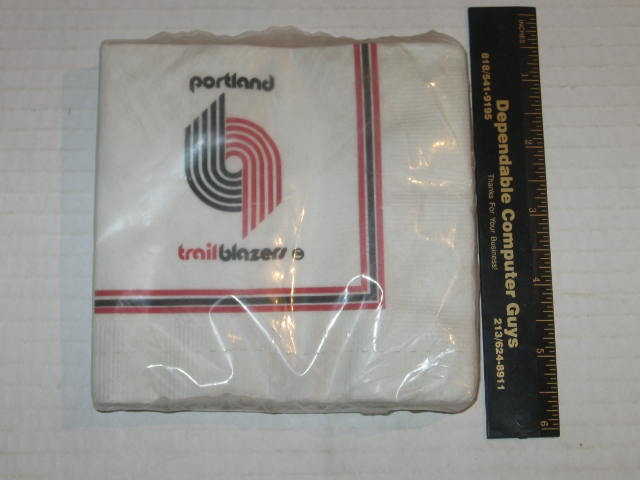 portland
trailblazers ®
INCHES
1
2
3
4
5
6
818/541-9195
Dependable Computer Guys
Thanks For Your Business!
213/624-8911